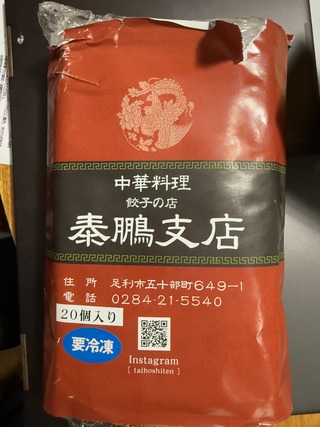 中華料理
餃子の店
泰鵬支店
住所 足利市五十部町649-1
電話 0284-21-5540
20個入り
要冷凍
Instagram
[ taihoshiten ]